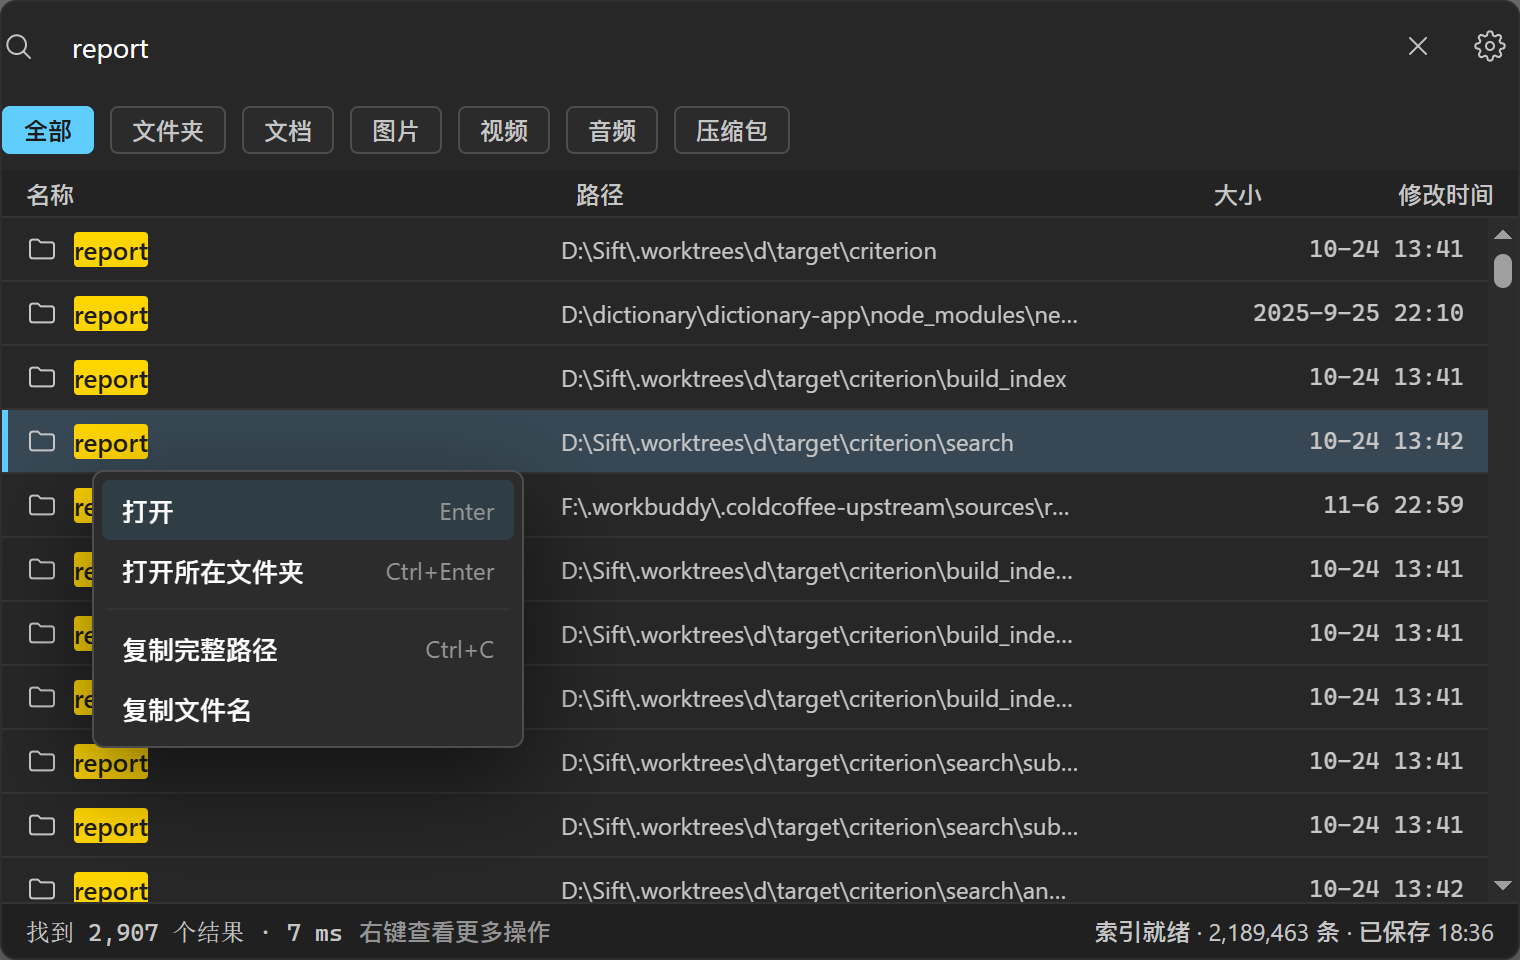 report
全部 文件夹 文档 图片 视频 音频 压缩包
名称 路径 大小 修改时间
report D:\Sift\.worktrees\d\target\criterion 10-24 13:41
report D:\dictionary\dictionary-app\node_modules\ne... 2025-9-25 22:10
report D:\Sift\.worktrees\d\target\criterion\build_index 10-24 13:41
report D:\Sift\.worktrees\d\target\criterion\search 10-24 13:42
re F:\.workbuddy\.coldcoffee-upstream\sources\r... 11-6 22:59
re D:\Sift\.worktrees\d\target\criterion\build_inde... 10-24 13:41
re D:\Sift\.worktrees\d\target\criterion\build_inde... 10-24 13:41
re D:\Sift\.worktrees\d\target\criterion\build_inde... 10-24 13:41
report D:\Sift\.worktrees\d\target\criterion\search\sub... 10-24 13:41
report D:\Sift\.worktrees\d\target\criterion\search\sub... 10-24 13:41
report D:\Sift\.worktrees\d\target\criterion\search\an... 10-24 13:42
打开 Enter
打开所在文件夹 Ctrl+Enter
复制完整路径 Ctrl+C
复制文件名
找到 2,907 个结果 · 7 ms 右键查看更多操作 索引就绪 · 2,189,463 条 · 已保存 18:36